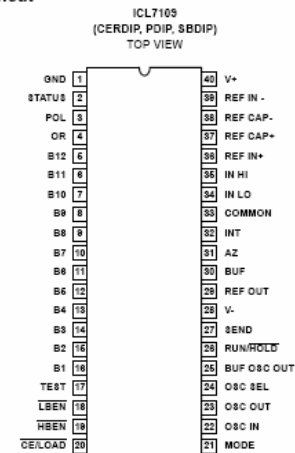 ICL7109
(CERDIP, PDIP, SBDIP)
TOP VIEW
GND 1 40 V+
STATUS 2 39 REF IN -
POL 3 38 REF CAP-
OR 4 37 REF CAP+
B12 5 36 REF IN+
B11 6 35 IN HI
B10 7 34 IN LO
B9 8 33 COMMON
B8 9 32 INT
B7 10 31 AZ
B6 11 30 BUF
B5 12 29 REF OUT
B4 13 28 V-
B3 14 27 SEND
B2 15 26 RUN/HOLD
B1 16 25 BUF OSC OUT
TEST 17 24 OSC SEL
LBEN 18 23 OSC OUT
HBEN 19 22 OSC IN
CE/LOAD 20 21 MODE